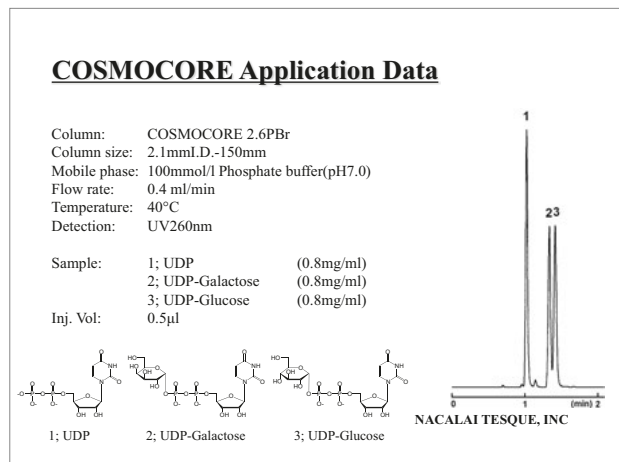 COSMOCORE Application Data
Column: COSMOCORE 2.6PBr
Column size: 2.1mmI.D.-150mm
Mobile phase: 100mmol/l Phosphate buffer(pH7.0)
Flow rate: 0.4 ml/min
Temperature: 40°C
Detection: UV260nm
Sample: 1; UDP (0.8mg/ml)
2; UDP-Galactose (0.8mg/ml)
3; UDP-Glucose (0.8mg/ml)
Inj. Vol: 0.5μl
1
2 3
0 1 (min) 2
NACALAI TESQUE, INC
1; UDP 2; UDP-Galactose 3; UDP-Glucose